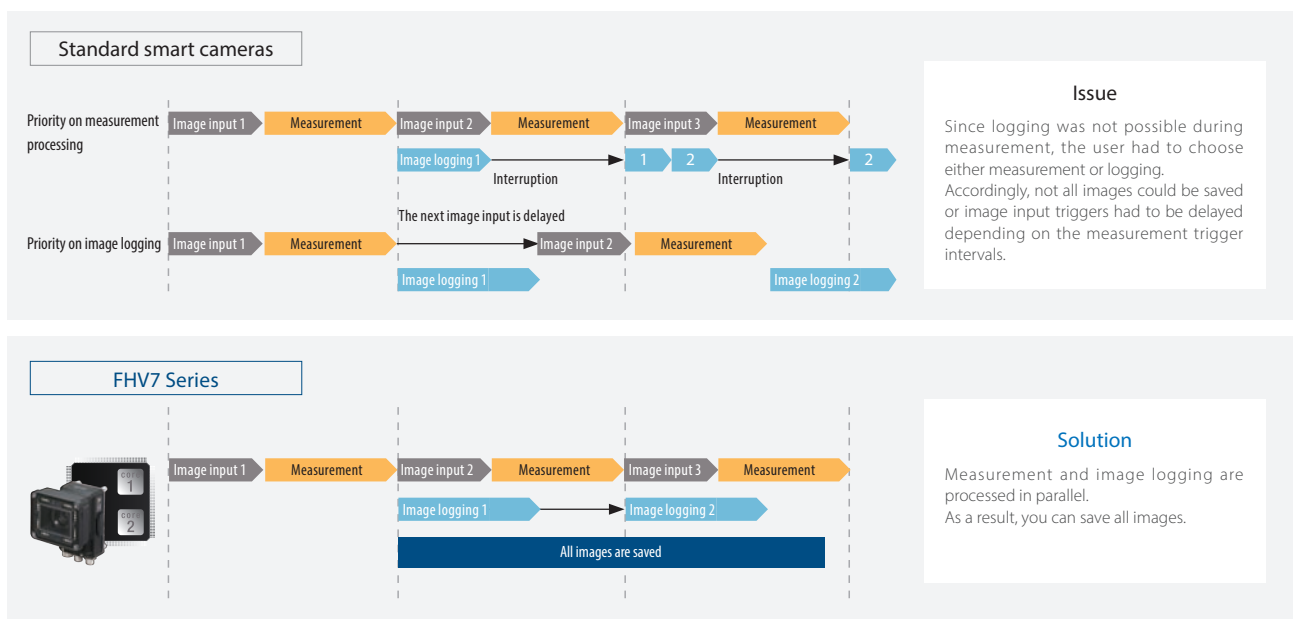 Standard smart cameras
Priority on measurement
processing
Image input 1
Measurement
Image input 2
Measurement
Image input 3
Measurement
Image logging 1
1
2
2
Interruption
Interruption
The next image input is delayed
Priority on image logging
Image input 1
Measurement
Image input 2
Measurement
Image logging 1
Image logging 2
Issue
Since logging was not possible during
measurement, the user had to choose
either measurement or logging.
Accordingly, not all images could be saved
or image input triggers had to be delayed
depending on the measurement trigger
intervals.
FHV7 Series
core
1
core
2
Image input 1
Measurement
Image input 2
Measurement
Image input 3
Measurement
Image logging 1
Image logging 2
All images are saved
Solution
Measurement and image logging are
processed in parallel.
As a result, you can save all images.